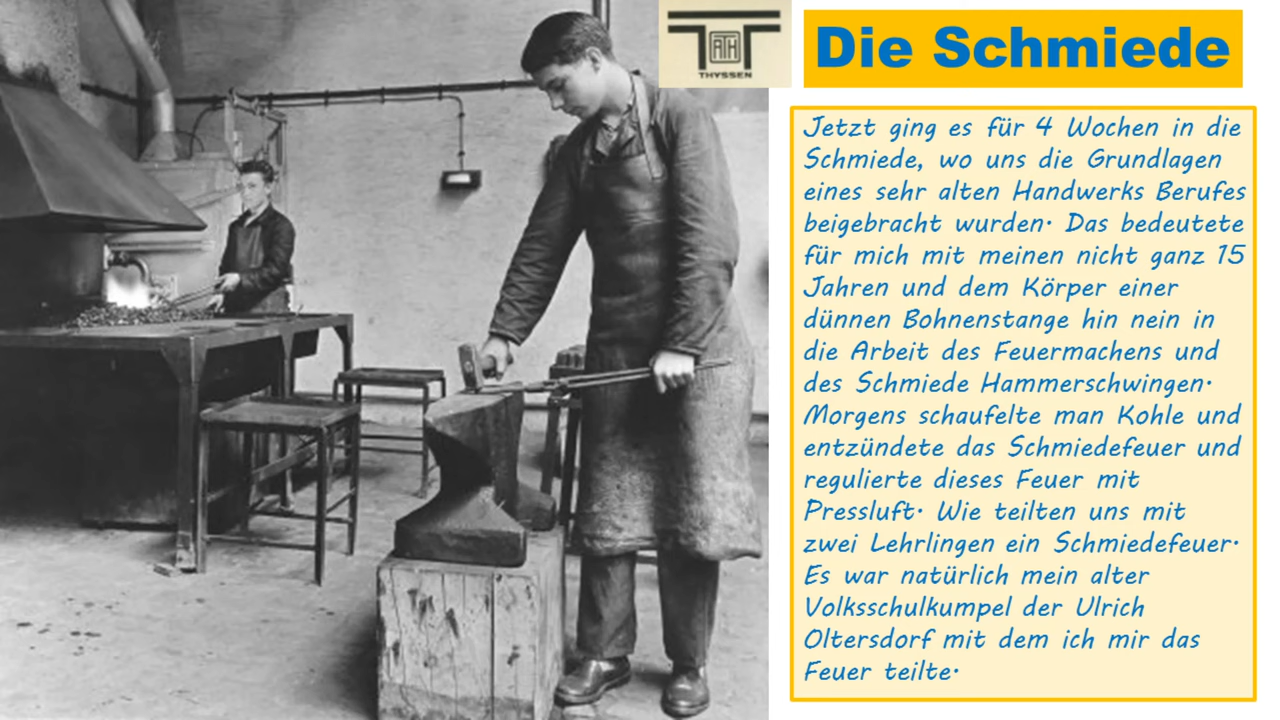 ATH
THYSSEN
Die Schmiede
Jetzt ging es für 4 Wochen in die
Schmiede, wo uns die Grundlagen
eines sehr alten Handwerks Berufes
beigebracht wurden. Das bedeutete
für mich mit meinen nicht ganz 15
Jahren und dem Körper einer
dünnen Bohnenstange hin nein in
die Arbeit des Feuermachens und
des Schmiede Hammerschwingen.
Morgens schaufelte man Kohle und
entzündete das Schmiedefeuer und
regulierte dieses Feuer mit
Pressluft. Wie teilten uns mit
zwei Lehrlingen ein Schmiedefeuer.
Es war natürlich mein alter
Volksschulkumpel der Ulrich
Oltersdorf mit dem ich mir das
Feuer teilte.